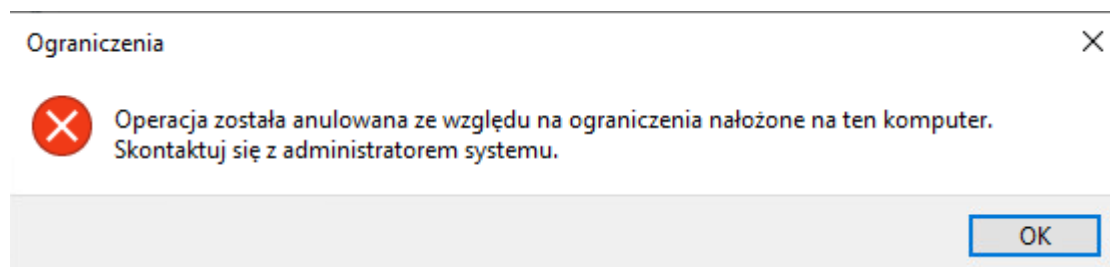 Ograniczenia
Operacja została anulowana ze względu na ograniczenia nałożone na ten komputer.
Skontaktuj się z administratorem systemu.
OK